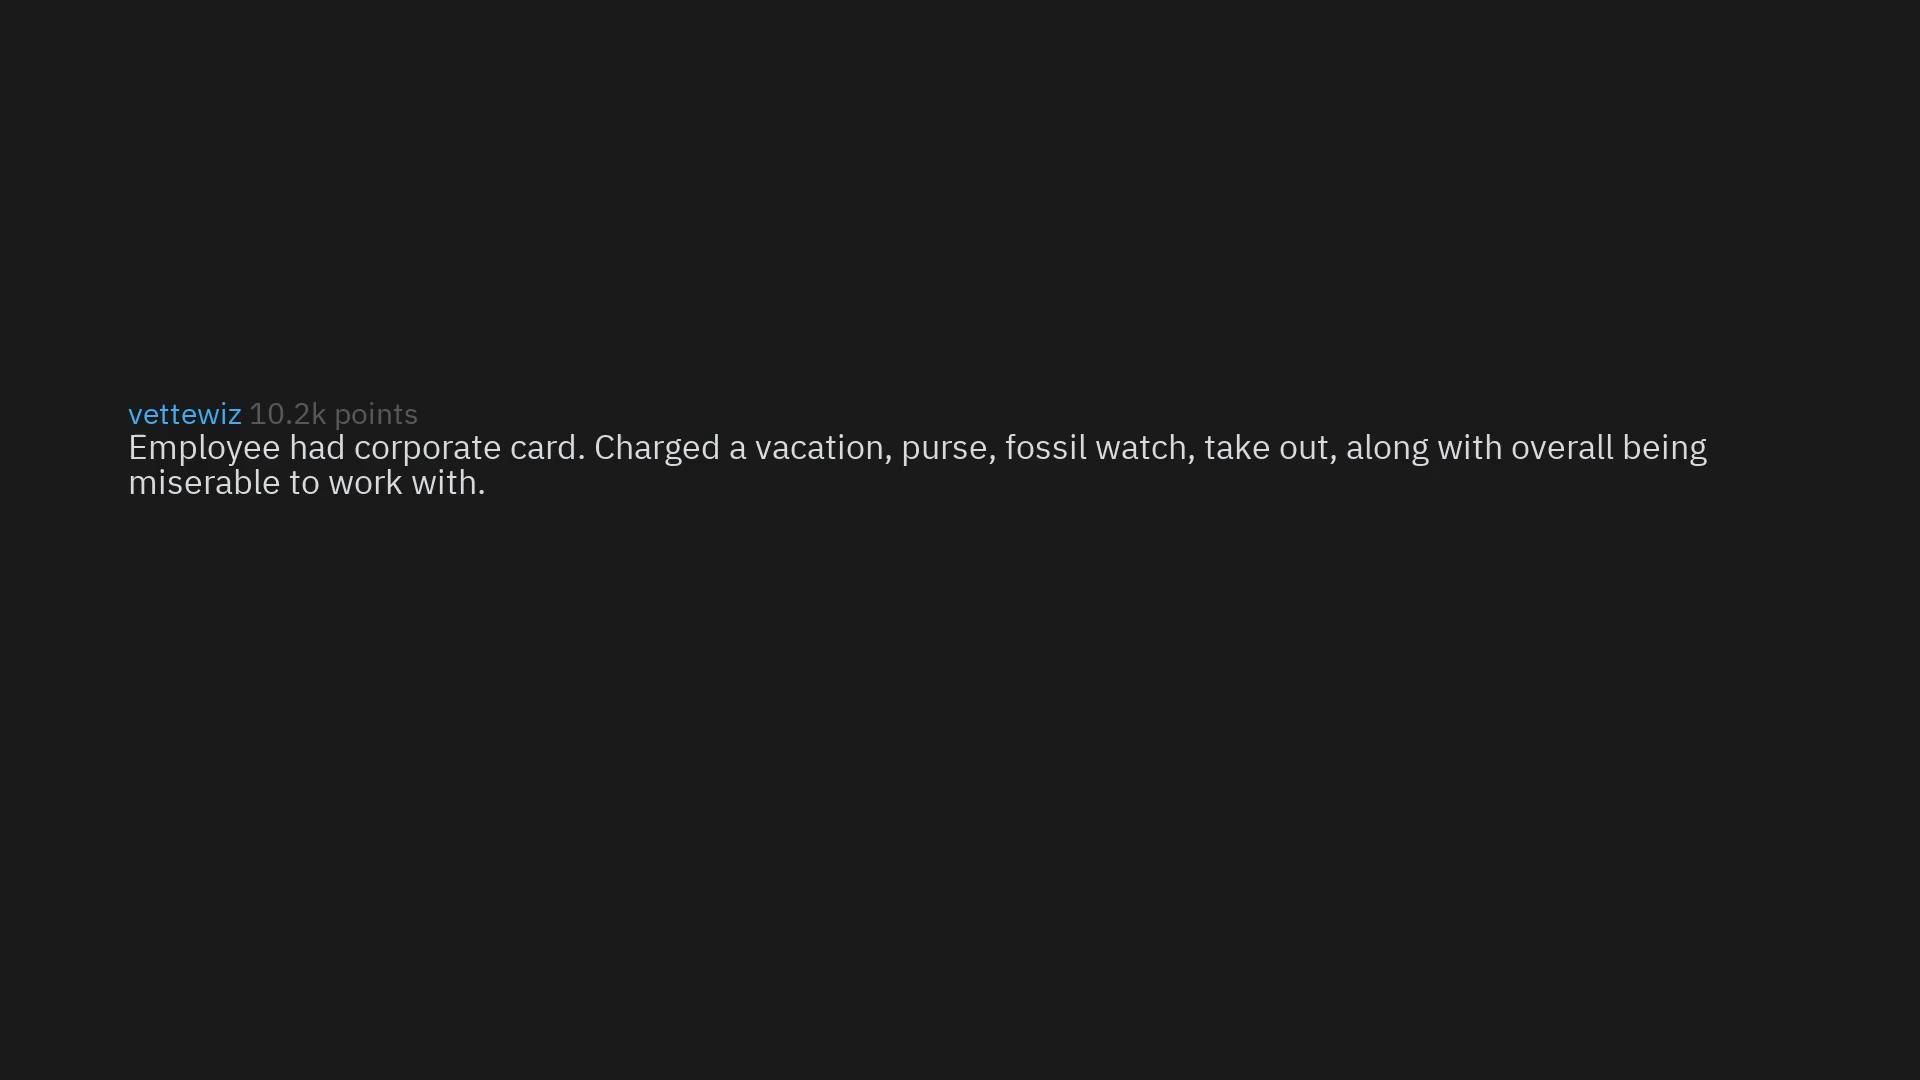 vettewiz 10.2k points
Employee had corporate card. Charged a vacation, purse, fossil watch, take out, along with overall being
miserable to work with.